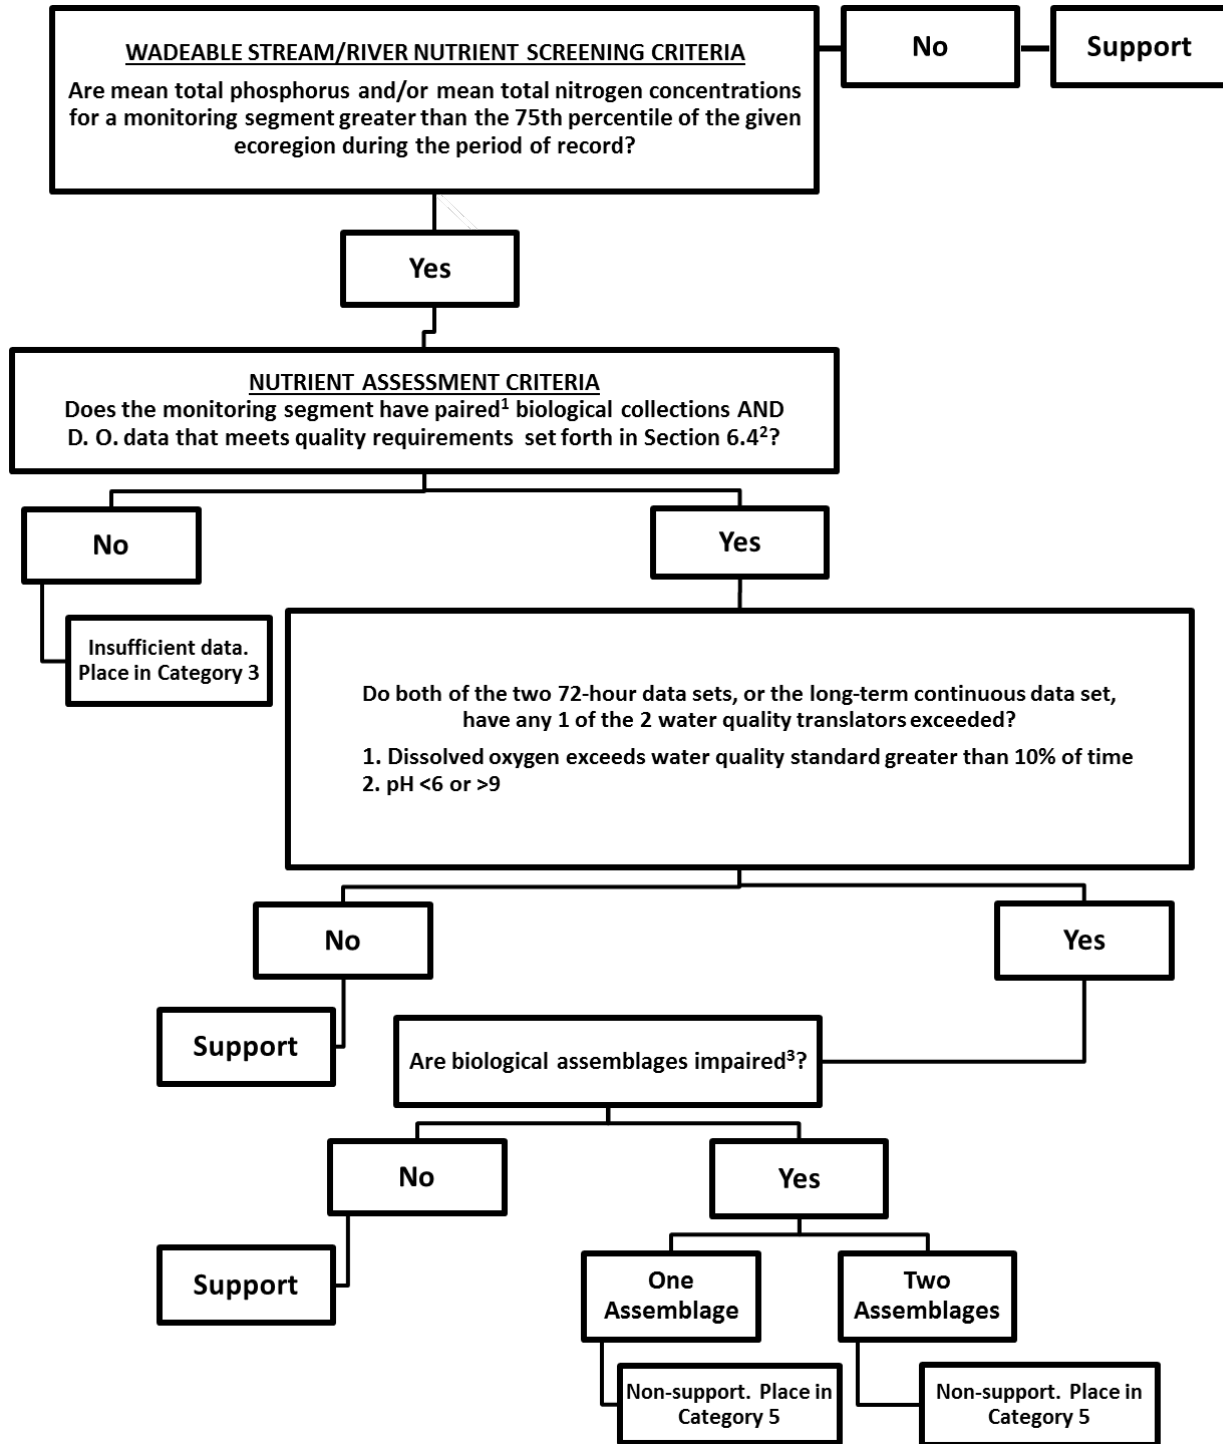 WADEABLE STREAM/RIVER NUTRIENT SCREENING CRITERIA
Are mean total phosphorus and/or mean total nitrogen concentrations
for a monitoring segment greater than the 75th percentile of the given
ecoregion during the period of record?
No
Support
Yes
NUTRIENT ASSESSMENT CRITERIA
Does the monitoring segment have paired¹ biological collections AND
D. O. data that meets quality requirements set forth in Section 6.4²?
No
Yes
Insufficient data.
Place in Category 3
Do both of the two 72-hour data sets, or the long-term continuous data set,
have any 1 of the 2 water quality translators exceeded?
1. Dissolved oxygen exceeds water quality standard greater than 10% of time
2. pH <6 or >9
No
Yes
Support
Are biological assemblages impaired³?
No
Yes
Support
One
Assemblage
Two
Assemblages
Non-support. Place in
Category 5
Non-support. Place in
Category 5